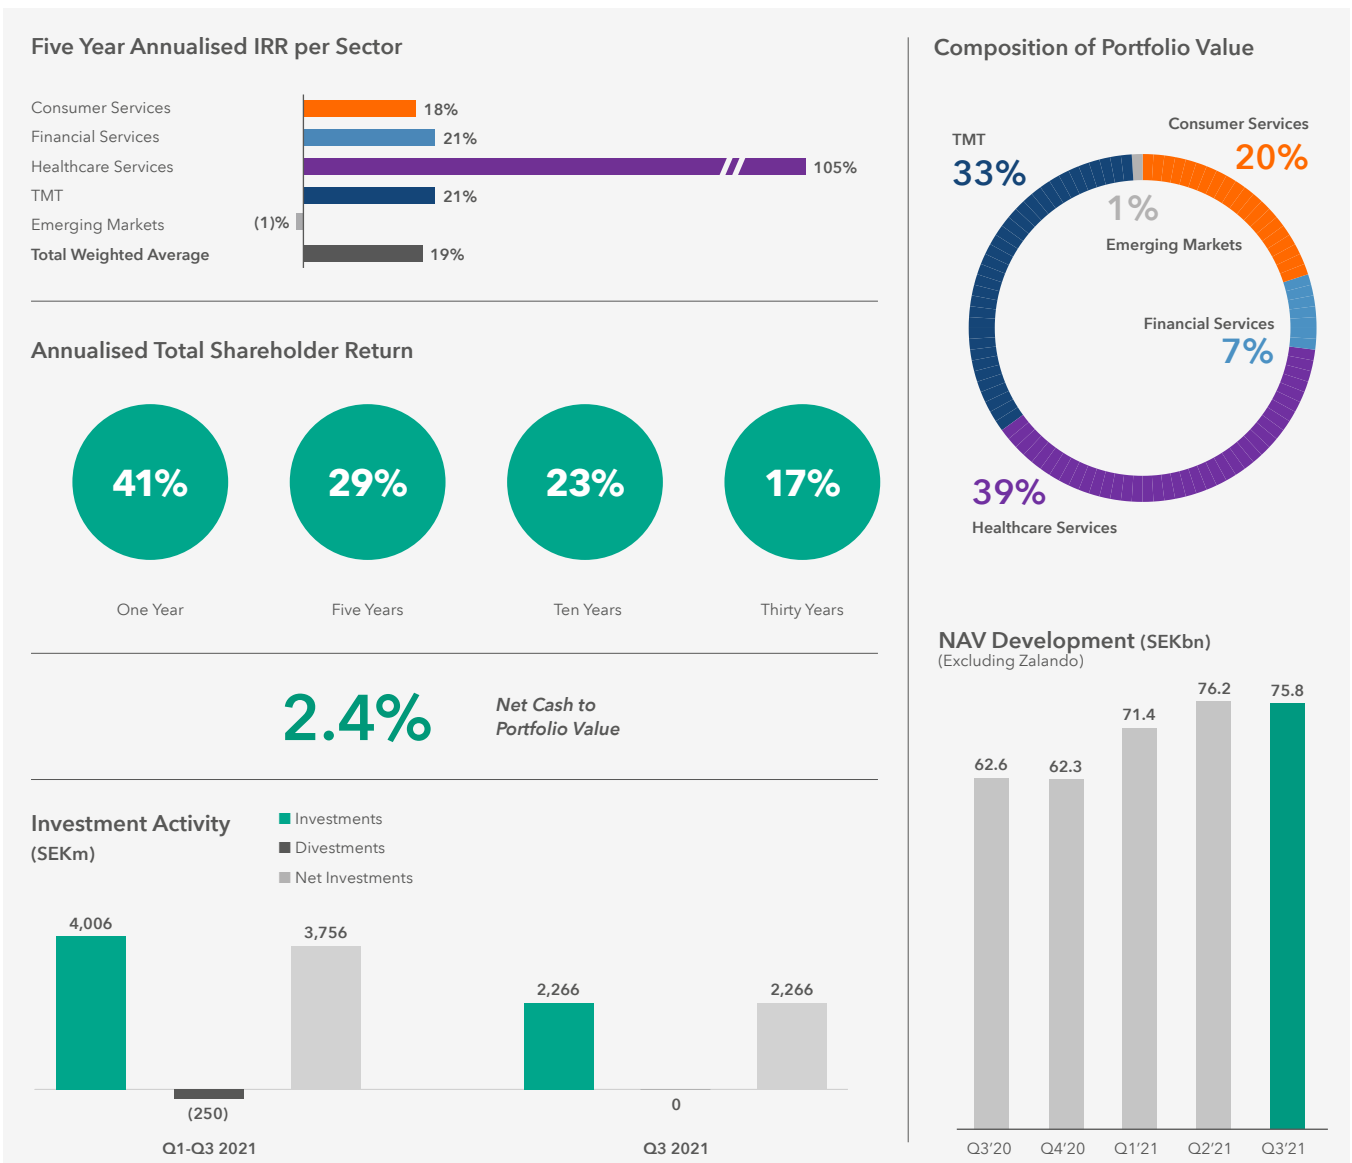 Five Year Annualised IRR per Sector
Consumer Services 18%
Financial Services 21%
Healthcare Services 105%
TMT 21%
Emerging Markets (1)%
Total Weighted Average 19%
Annualised Total Shareholder Return
41% 29% 23% 17%
One Year Five Years Ten Years Thirty Years
2.4%
Net Cash to
Portfolio Value
Investment Activity
(SEKm)
Investments
Divestments
Net Investments
4,006
(250)
3,756
Q1-Q3 2021
2,266
0
2,266
Q3 2021
Composition of Portfolio Value
Consumer Services
20%
TMT
33%
1%
Emerging Markets
Financial Services
7%
39%
Healthcare Services
NAV Development (SEKbn)
(Excluding Zalando)
62.6 62.3 71.4 76.2 75.8
Q3’20 Q4’20 Q1’21 Q2’21 Q3’21